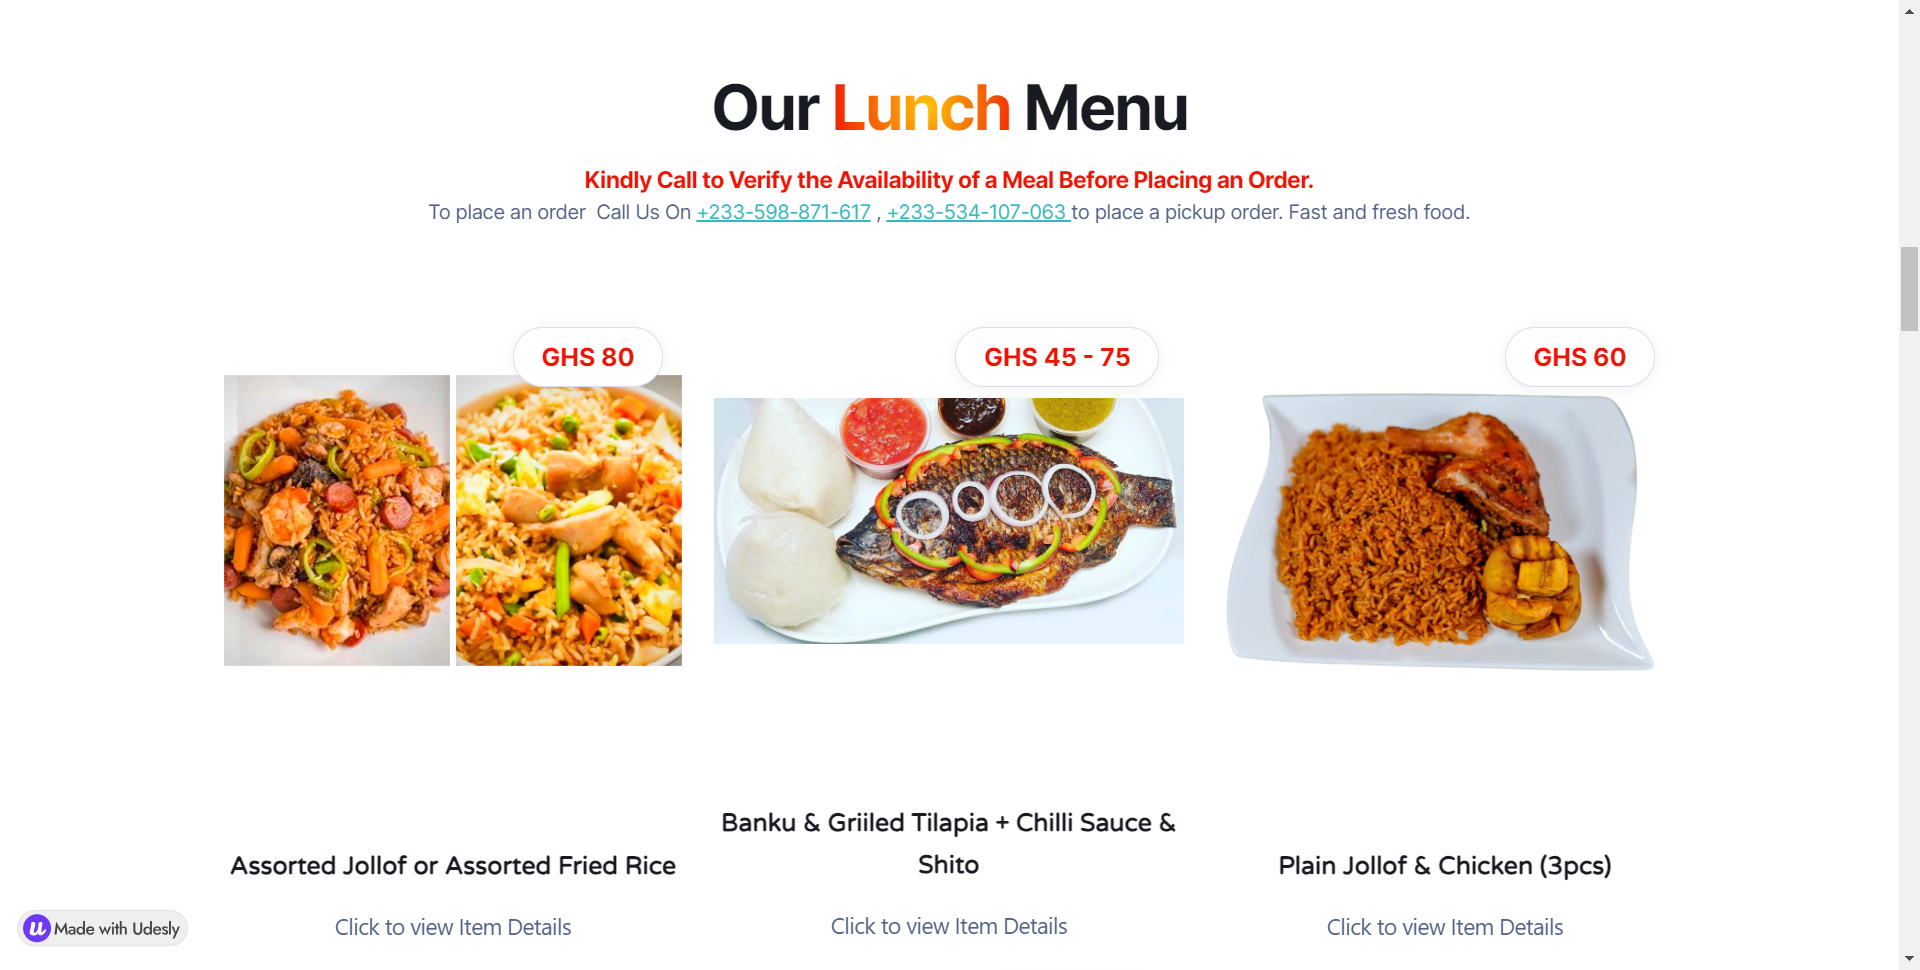 Our Lunch Menu
Kindly Call to Verify the Availability of a Meal Before Placing an Order.
To place an order  Call Us On +233-598-871-617 , +233-534-107-063 to place a pickup order. Fast and fresh food.
GHS 80
GHS 45 - 75
GHS 60
Assorted Jollof or Assorted Fried Rice
Banku & Griiled Tilapia + Chilli Sauce &
Shito
Plain Jollof & Chicken (3pcs)
Click to view Item Details
Click to view Item Details
Click to view Item Details
u Made with Udesly